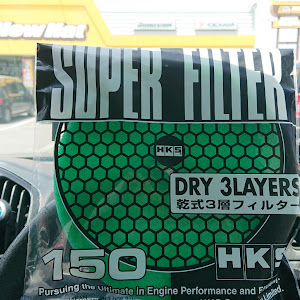 SUPER FILTER
HKS
DRY 3LAYERS
乾式3層フィルター
150
HKS
Pursuing the Ultimate in Engine Performance and
Limited.